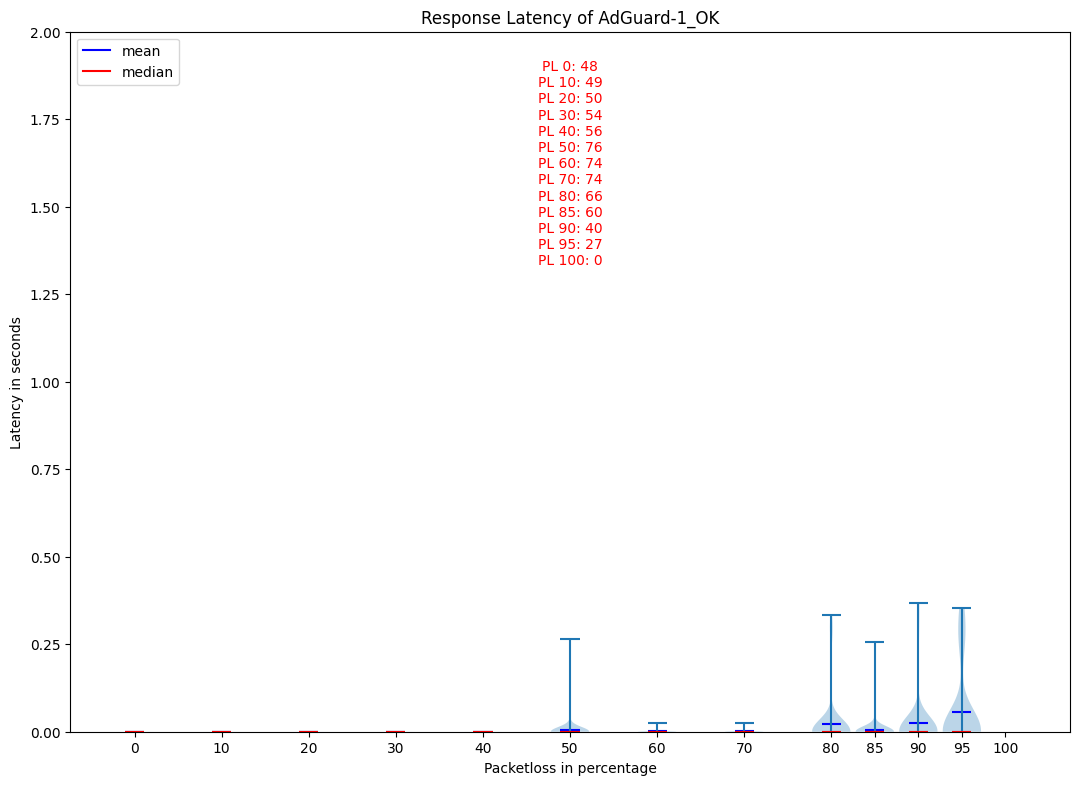 Response Latency of AdGuard-1_OK
2.00
1.75
1.50
1.25
1.00
0.75
0.50
0.25
0.00
Latency in seconds
mean
median
PL 0: 48
PL 10: 49
PL 20: 50
PL 30: 54
PL 40: 56
PL 50: 76
PL 60: 74
PL 70: 74
PL 80: 66
PL 85: 60
PL 90: 40
PL 95: 27
PL 100: 0
0 10 20 30 40 50 60 70 80 85 90 95 100
Packetloss in percentage